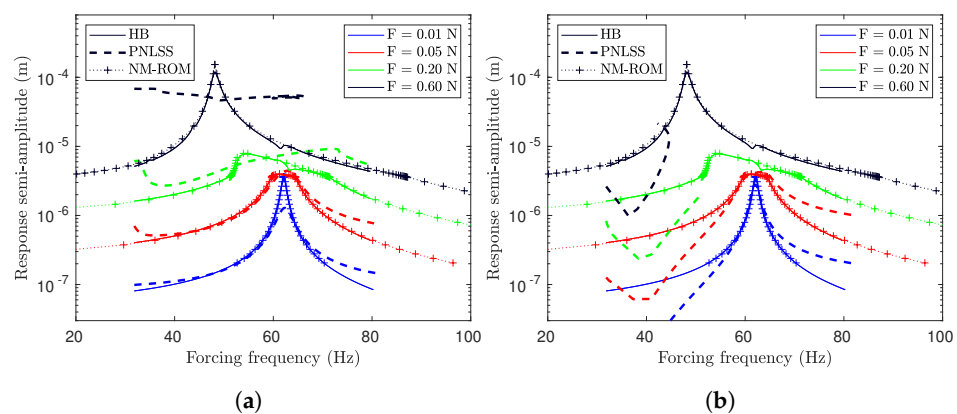 HB
PNLSS
NM-ROM
F = 0.01 N
F = 0.05 N
F = 0.20 N
F = 0.60 N
Response semi-amplitude (m)
10^-4
10^-5
10^-6
10^-7
20 40 60 80 100
Forcing frequency (Hz)
(a)
HB
PNLSS
NM-ROM
F = 0.01 N
F = 0.05 N
F = 0.20 N
F = 0.60 N
Response semi-amplitude (m)
10^-4
10^-5
10^-6
10^-7
20 40 60 80 100
Forcing frequency (Hz)
(b)